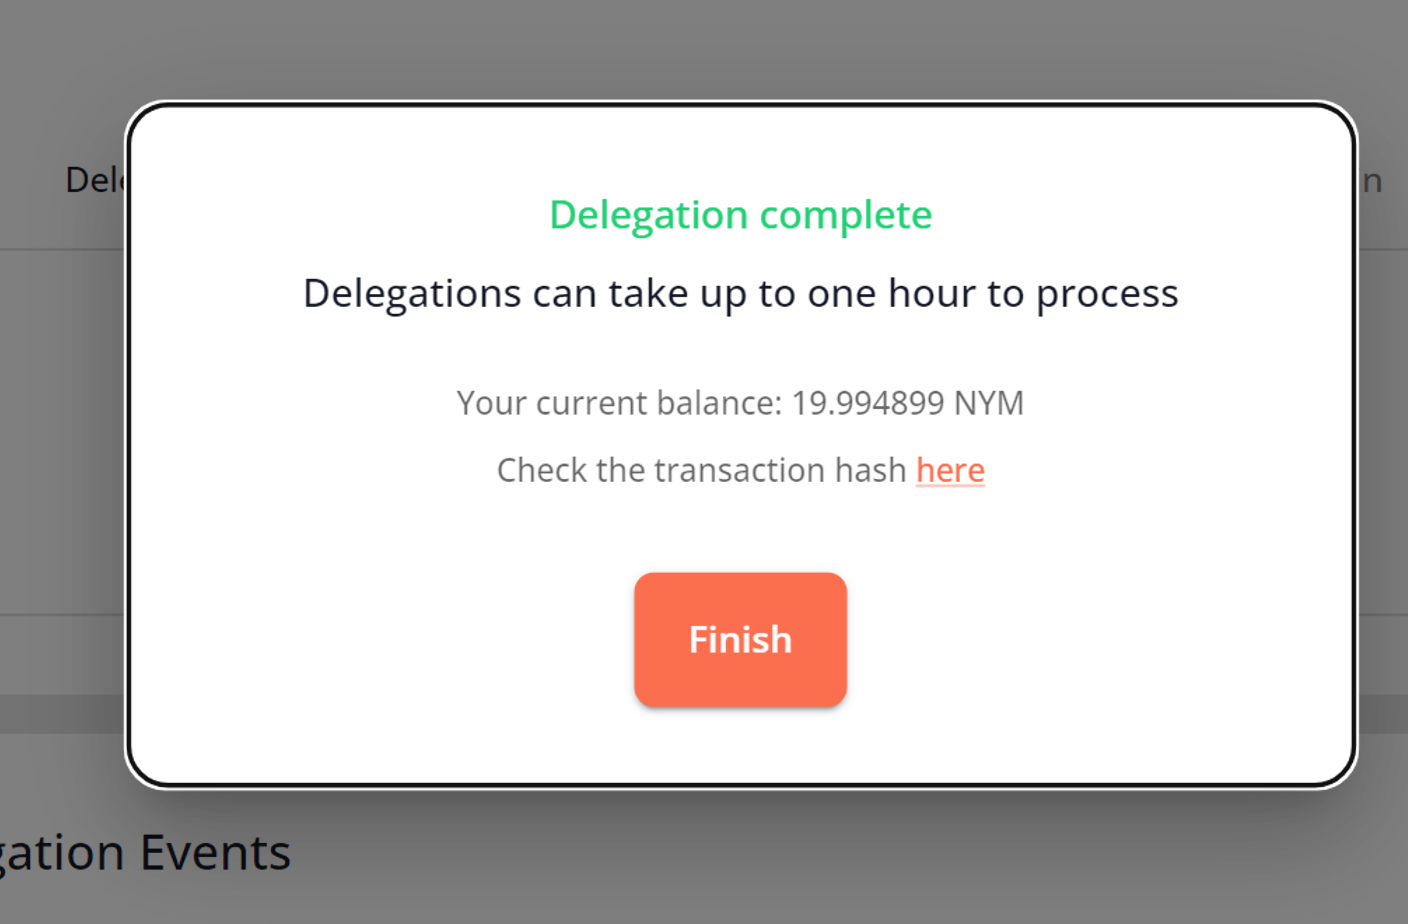 Delegation complete
Delegations can take up to one hour to process
Your current balance: 19.994899 NYM
Check the transaction hash here
Finish
Events